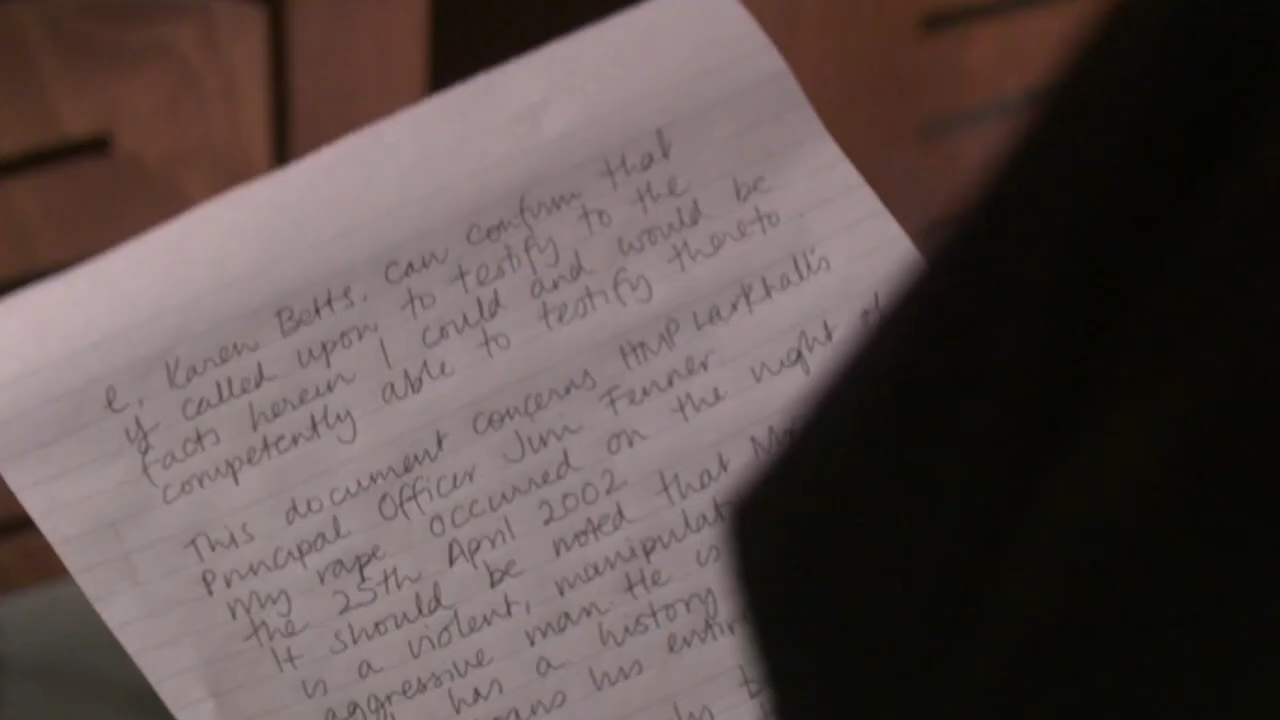 e, Karen Betts. can confirm that
if called upon to testify to the
facts herein I could and would be
competently able to testify thereto.
This document concerns HMP Larkhall's
Principal Officer Jim Fenner.
My rape occurred on the night of
the 25th April 2002
It should be noted that
is a violent, manipulat
aggressive man. He is
has a history
his entir